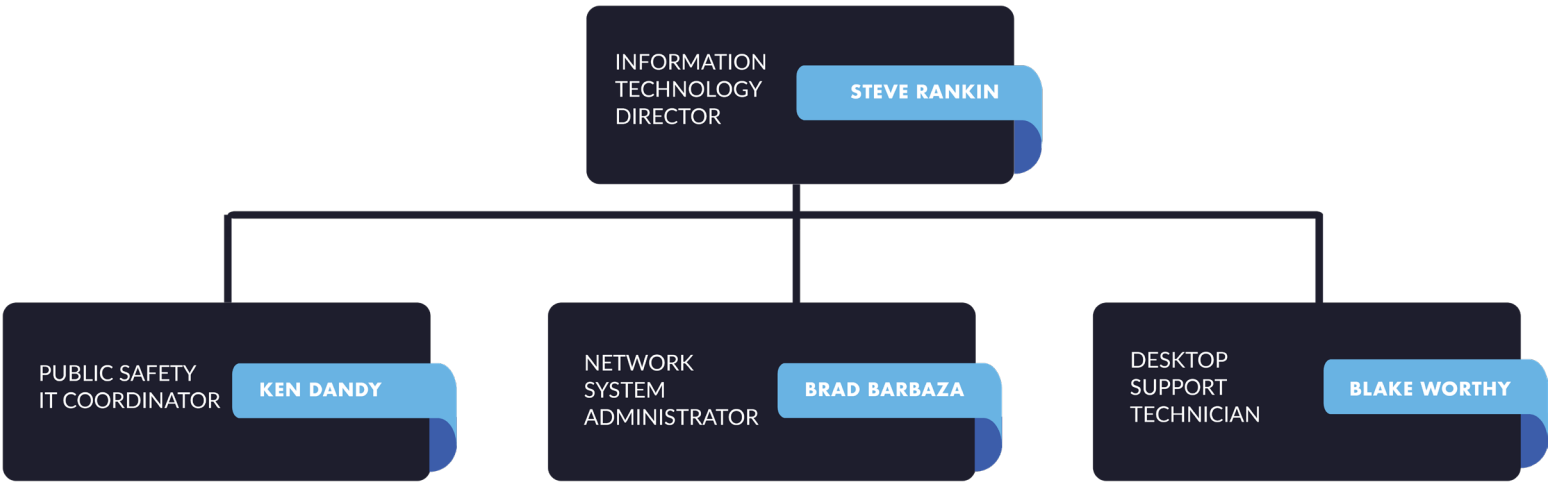 INFORMATION
TECHNOLOGY
DIRECTOR
STEVE RANKIN
PUBLIC SAFETY
IT COORDINATOR
KEN DANDY
NETWORK
SYSTEM
ADMINISTRATOR
BRAD BARBAZA
DESKTOP
SUPPORT
TECHNICIAN
BLAKE WORTHY